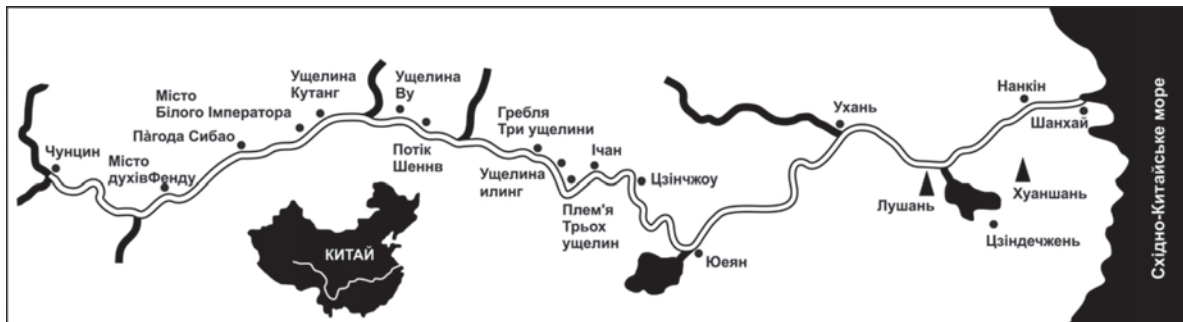 Чунцин
Місто
духівФенду
Пàгода Сибао
Місто
Білого Імператора
Ущелина
Кутанг
Ущелина
Ву
Потік
Шеннв
Гребля
Три ущелини
Ущелина
илинг
Ічан
Плем'я
Трьох
ущелин
Цзінчжоу
Юеян
Ухань
Лушань
Нанкін
Шанхай
Хуаншань
Цзіндечжень
Східно-Китайське море
КИТАЙ